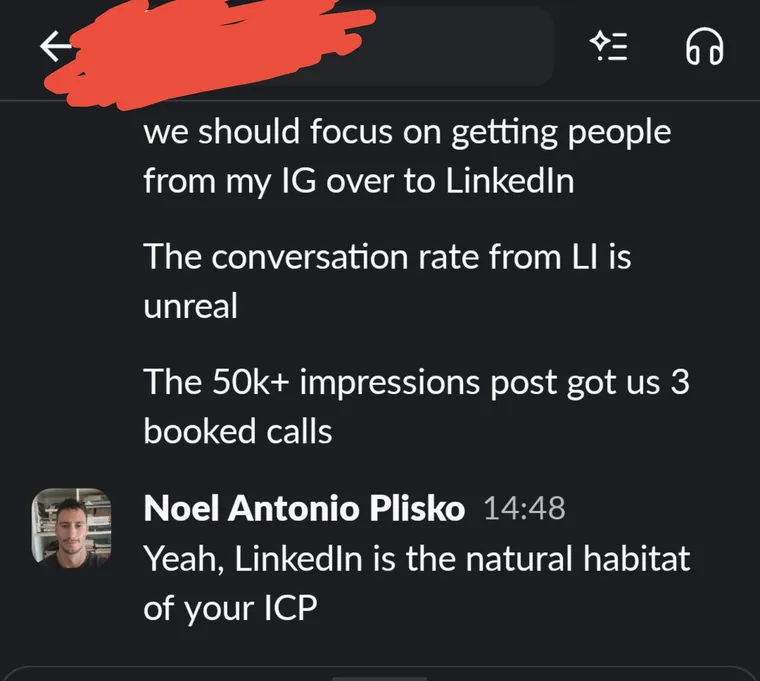 we should focus on getting people
from my IG over to LinkedIn
The conversation rate from LI is
unreal
The 50k+ impressions post got us 3
booked calls
Noel Antonio Plisko 14:48
Yeah, LinkedIn is the natural habitat
of your ICP